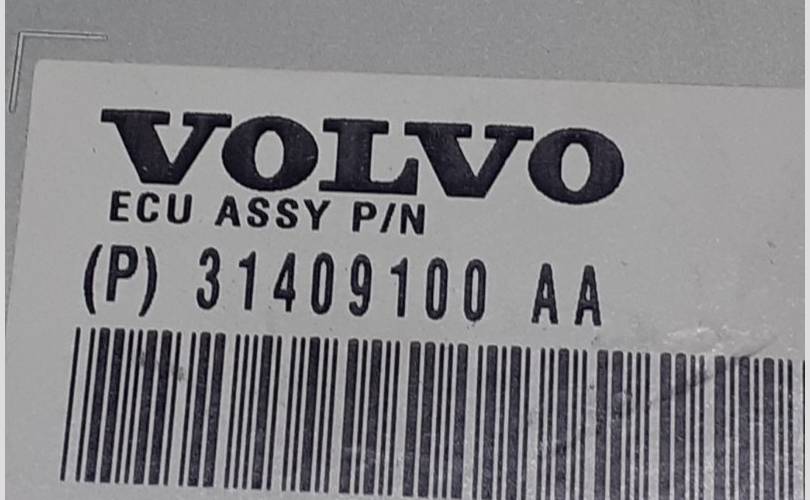 VOLVO
ECU ASSY P/N
(P) 31409100 AA